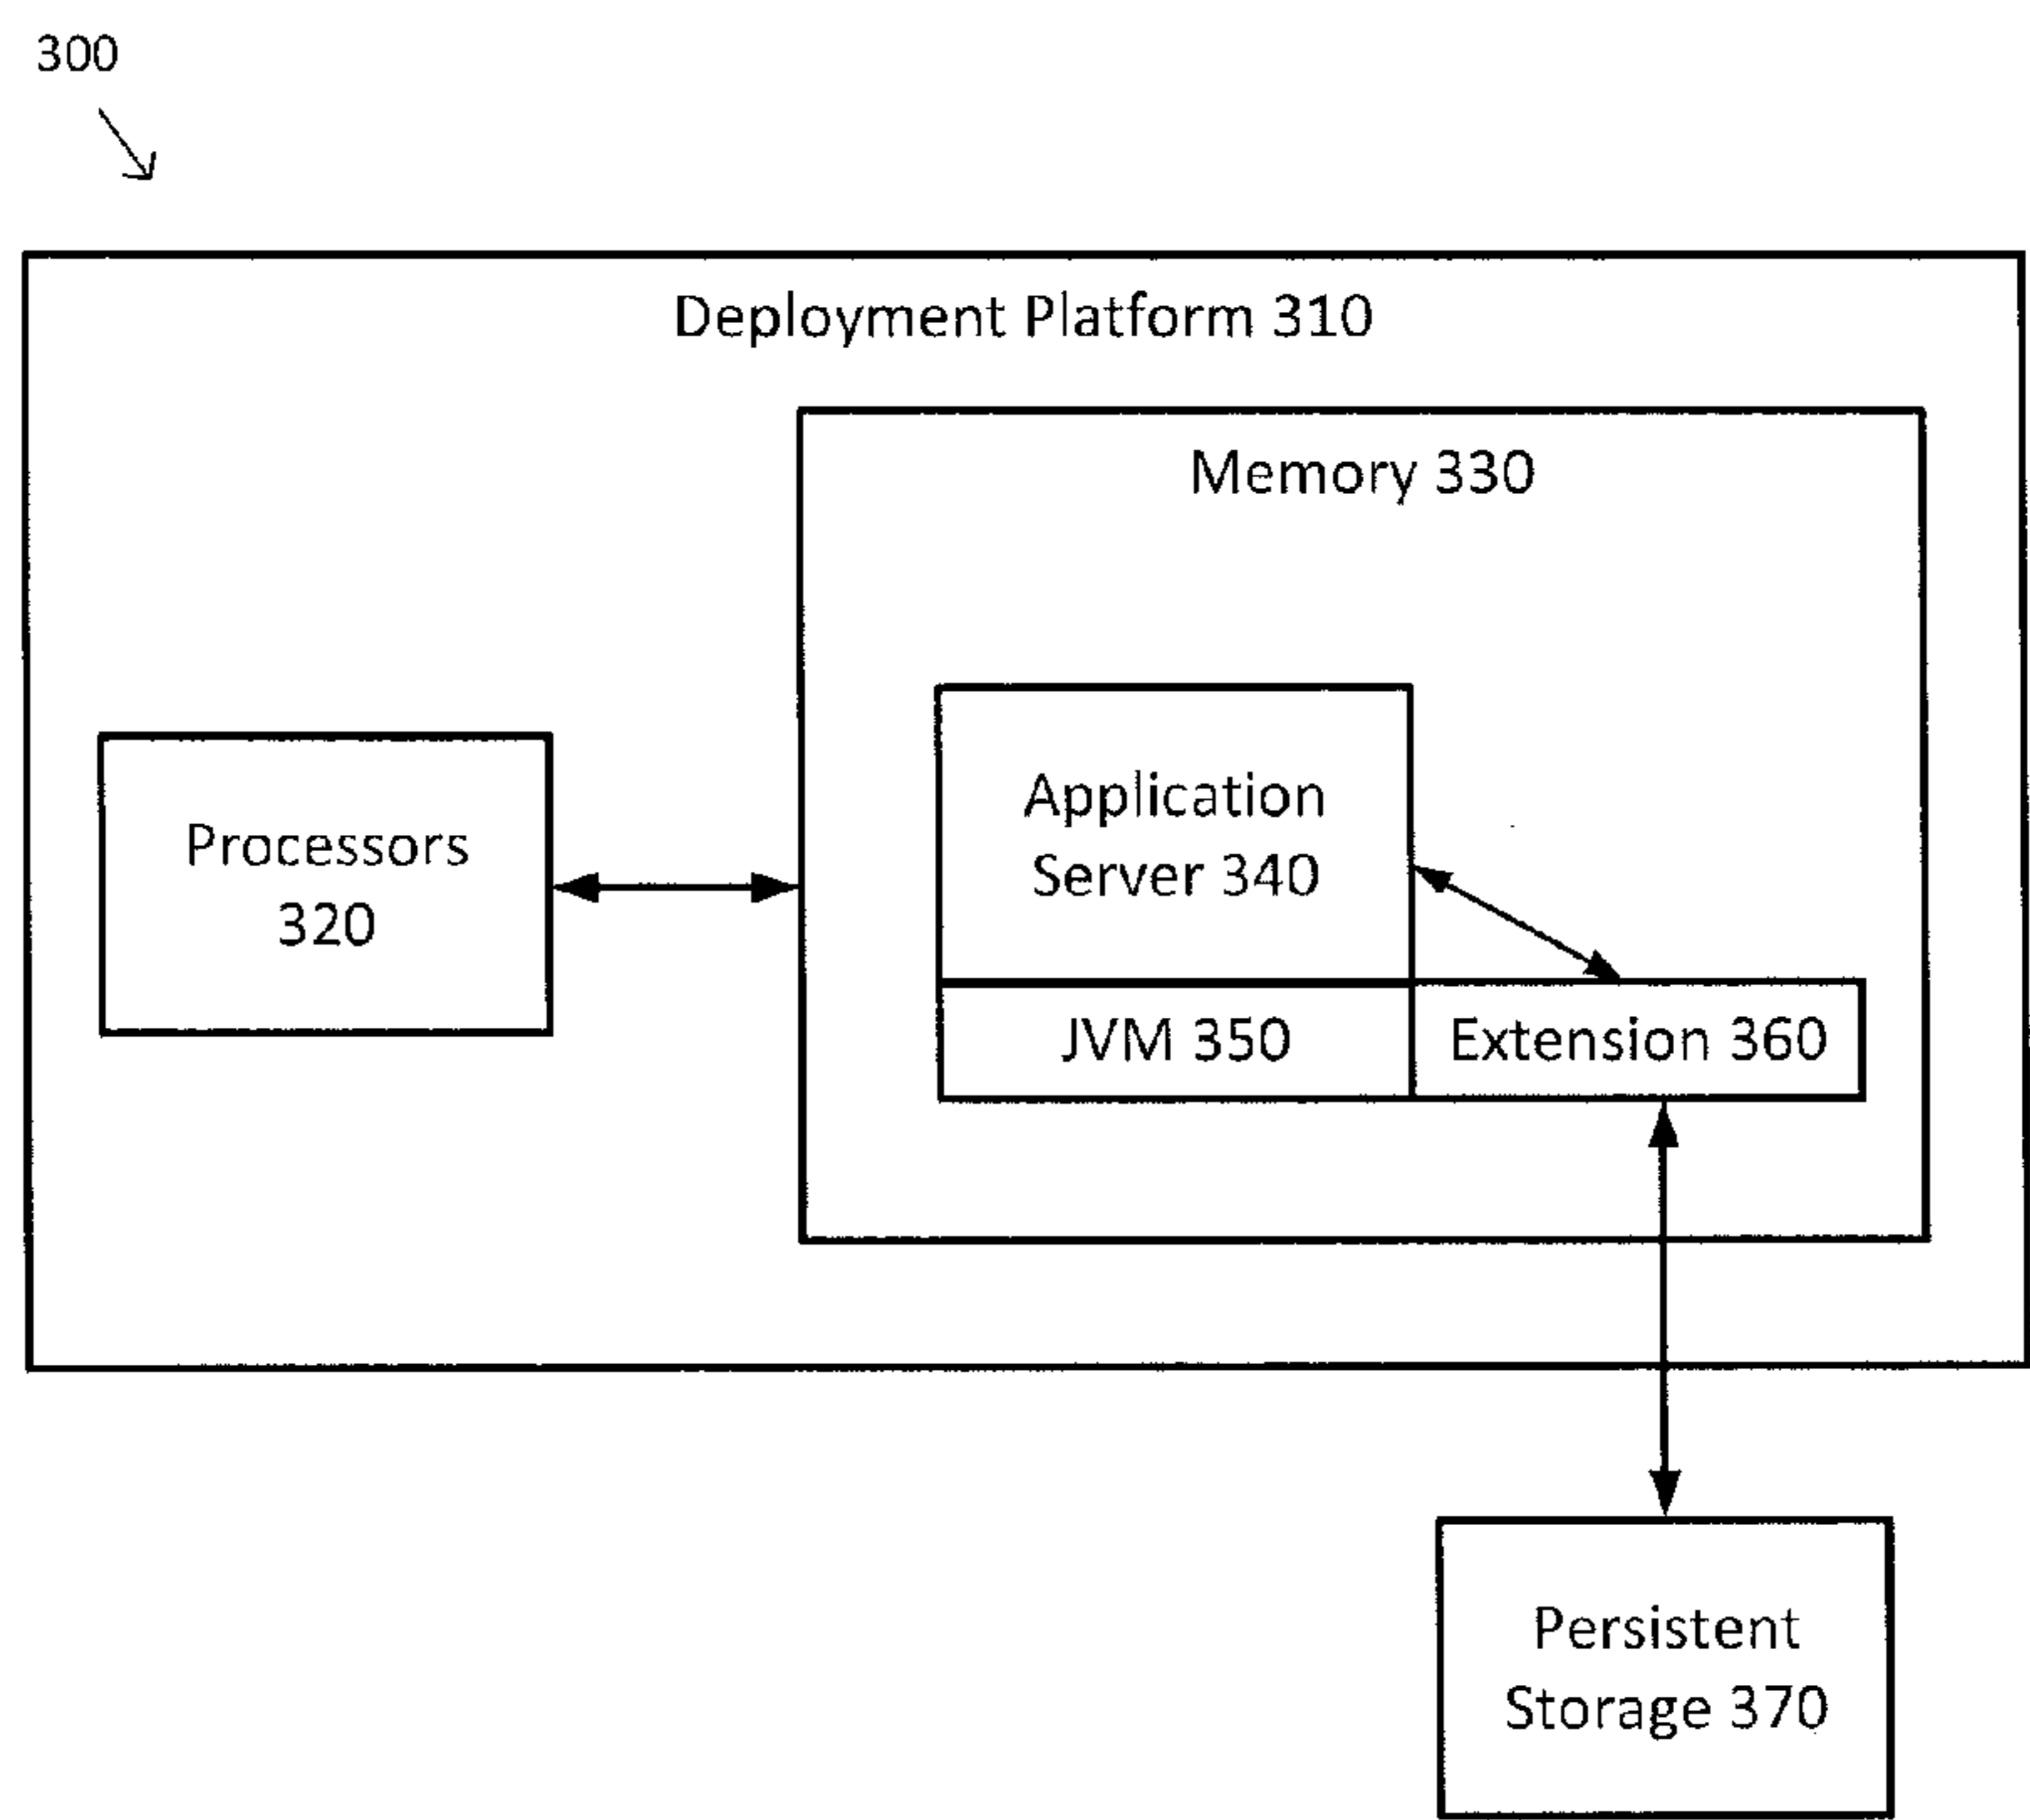 300
Deployment Platform 310
Memory 330
Application
Server 340
Processors
320
JVM 350
Extension 360
Persistent
Storage 370